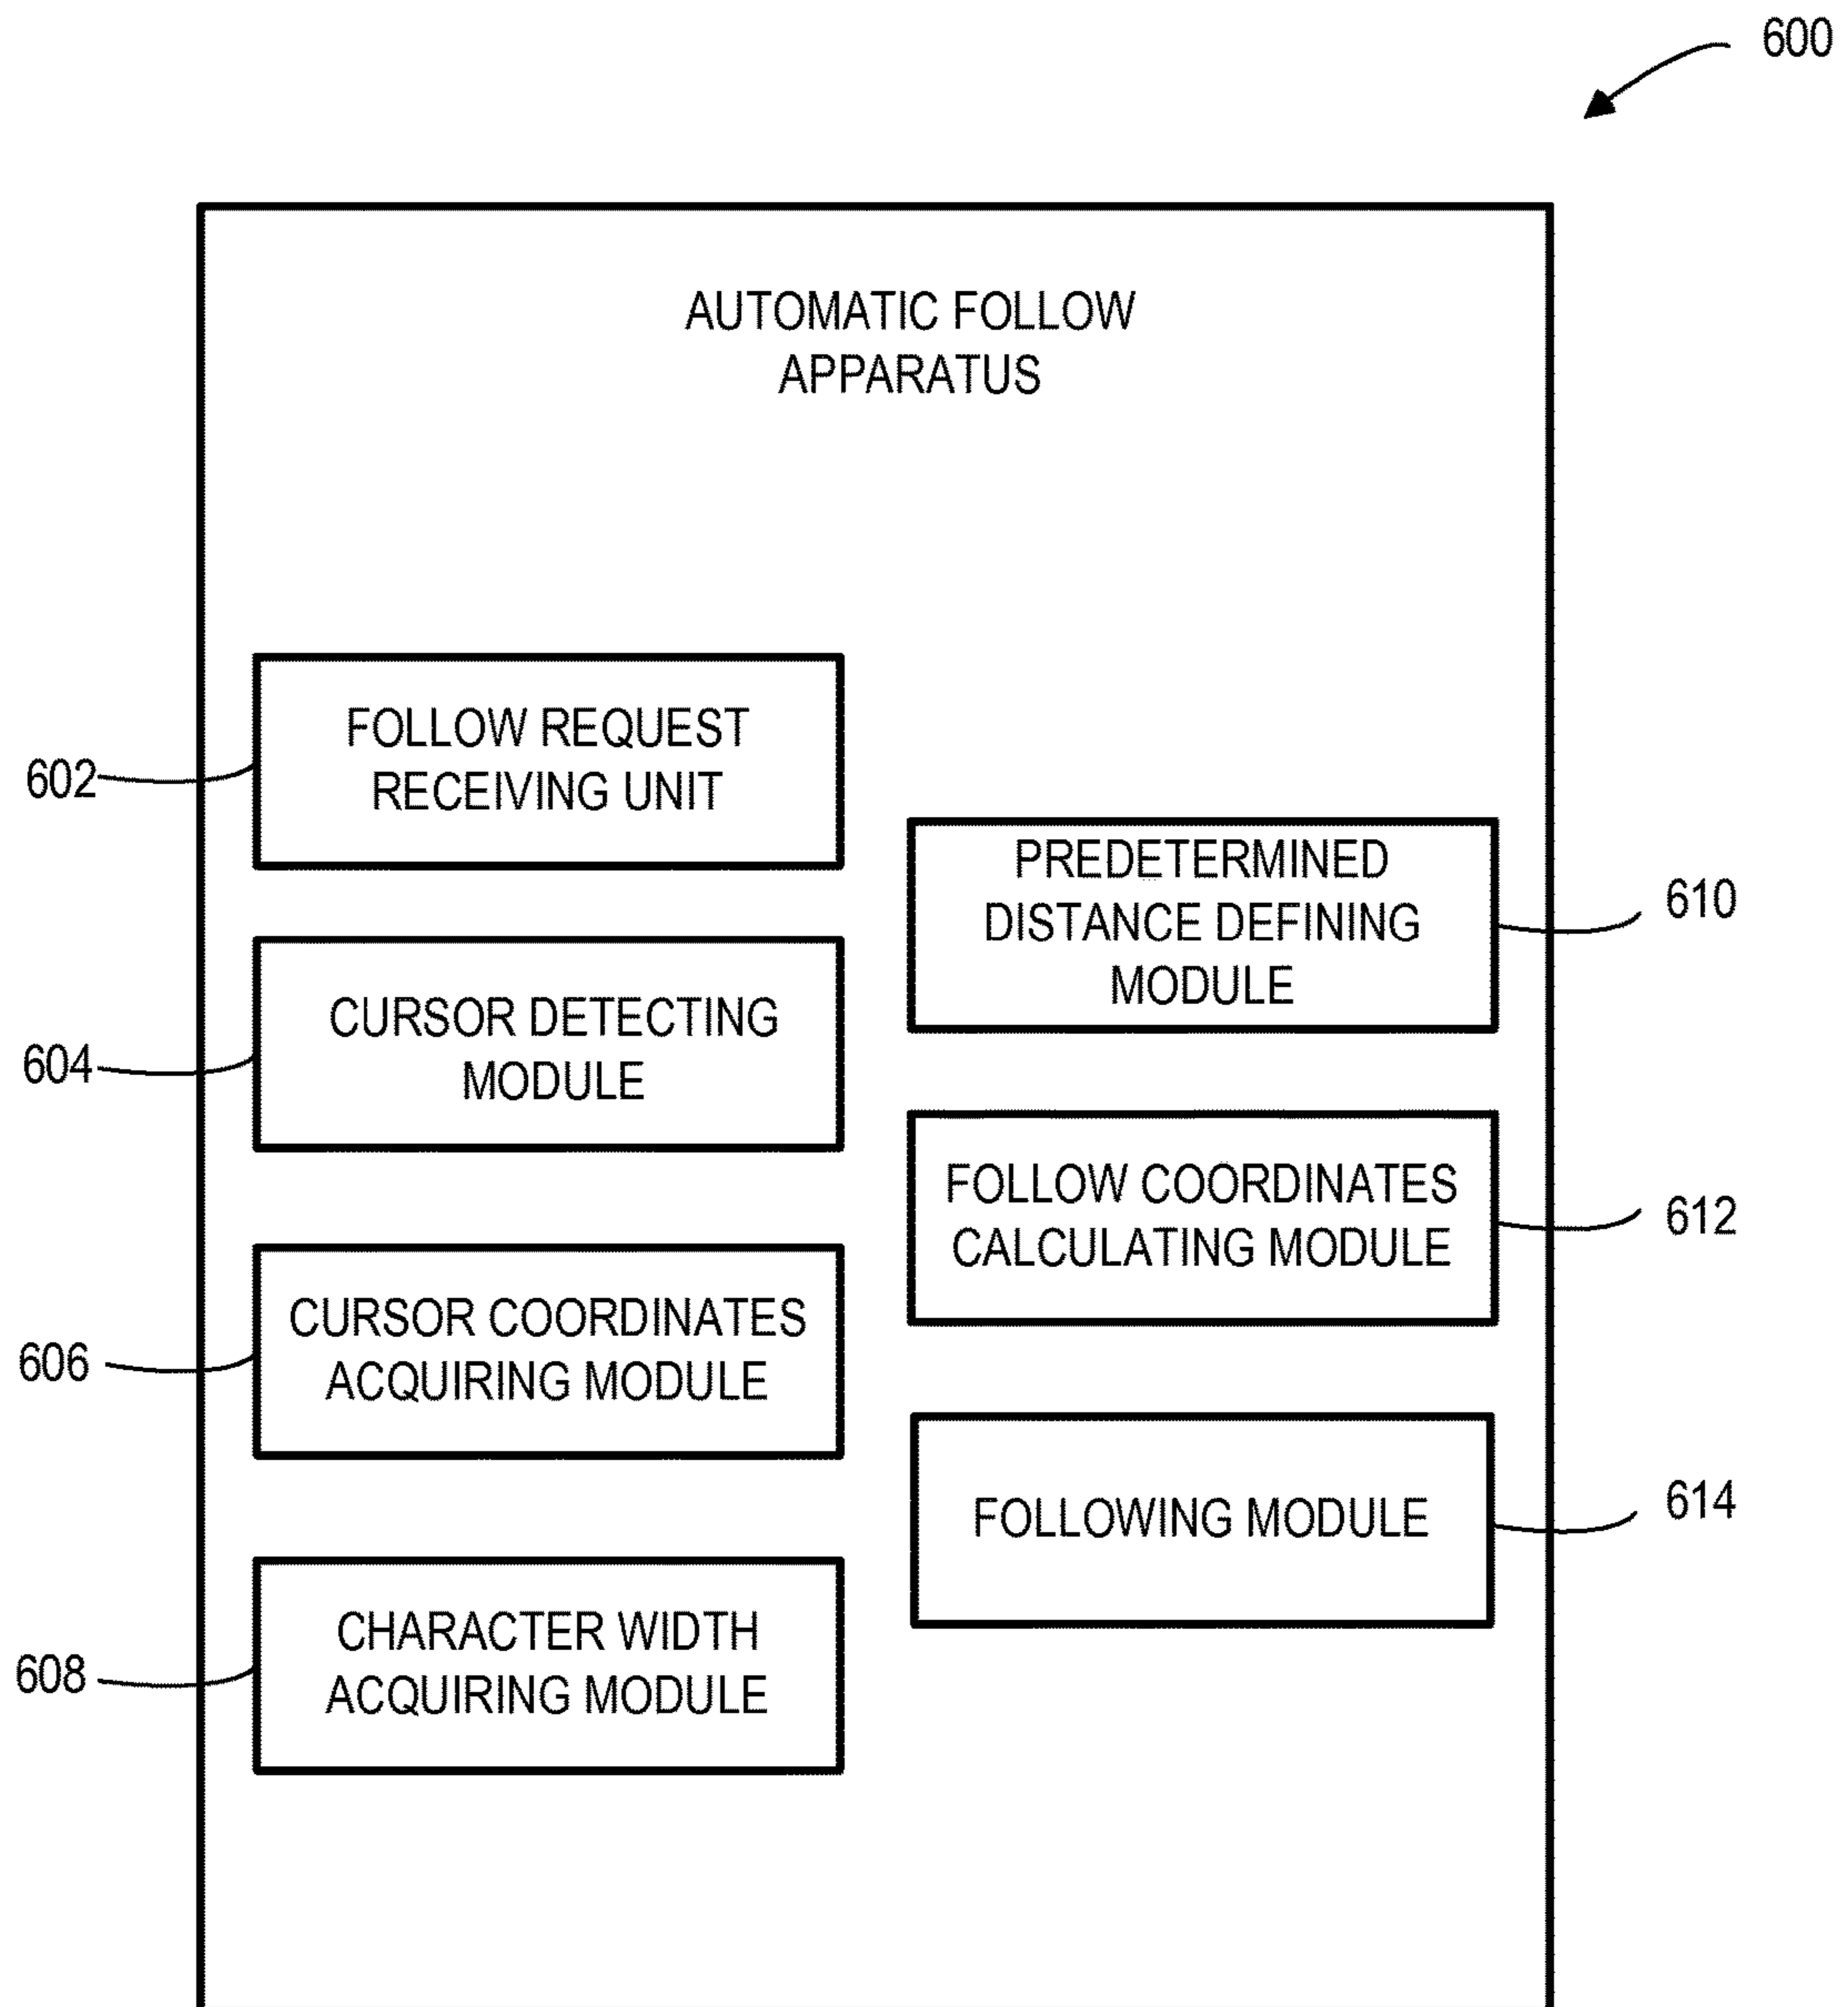 600
AUTOMATIC FOLLOW
APPARATUS
602
FOLLOW REQUEST
RECEIVING UNIT
604
CURSOR DETECTING
MODULE
606
CURSOR COORDINATES
ACQUIRING MODULE
608
CHARACTER WIDTH
ACQUIRING MODULE
PREDETERMINED
DISTANCE DEFINING
MODULE
610
FOLLOW COORDINATES
CALCULATING MODULE
612
FOLLOWING MODULE
614